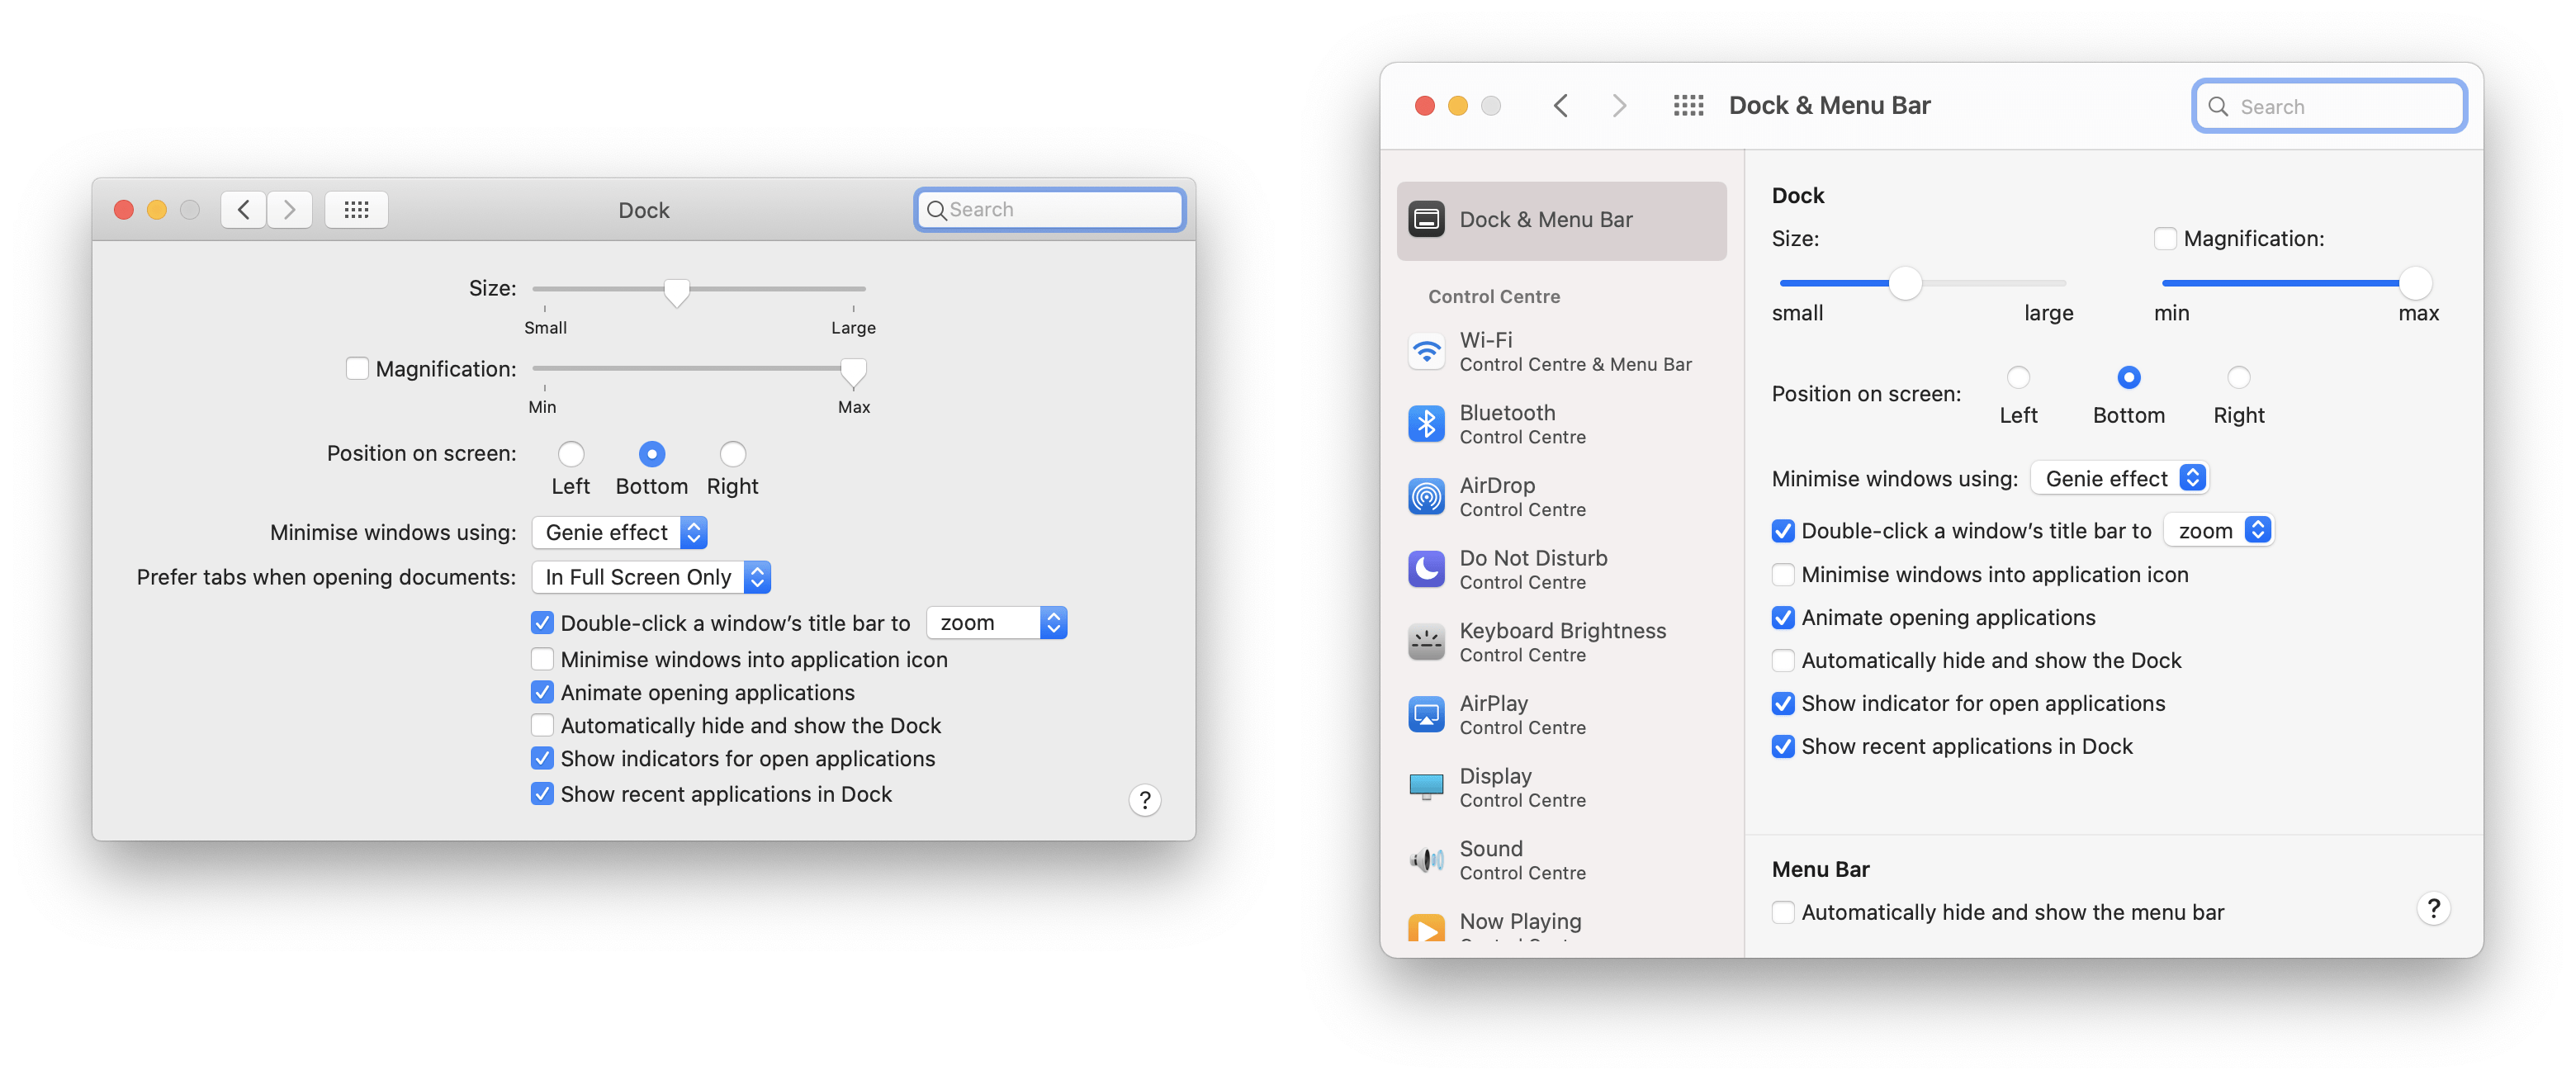 Dock
Search
Size:
Small Large
Magnification:
Min Max
Position on screen:
Left Bottom Right
Minimise windows using: Genie effect
Prefer tabs when opening documents: In Full Screen Only
Double-click a window’s title bar to zoom
Minimise windows into application icon
Animate opening applications
Automatically hide and show the Dock
Show indicators for open applications
Show recent applications in Dock
?
Dock & Menu Bar
Search
Dock & Menu Bar
Control Centre
Wi-Fi
Control Centre & Menu Bar
Bluetooth
Control Centre
AirDrop
Control Centre
Do Not Disturb
Control Centre
Keyboard Brightness
Control Centre
AirPlay
Control Centre
Display
Control Centre
Sound
Control Centre
Now Playing
Dock
Size: Magnification:
small large min max
Position on screen:
Left Bottom Right
Minimise windows using: Genie effect
Double-click a window’s title bar to zoom
Minimise windows into application icon
Animate opening applications
Automatically hide and show the Dock
Show indicator for open applications
Show recent applications in Dock
Menu Bar
Automatically hide and show the menu bar
?